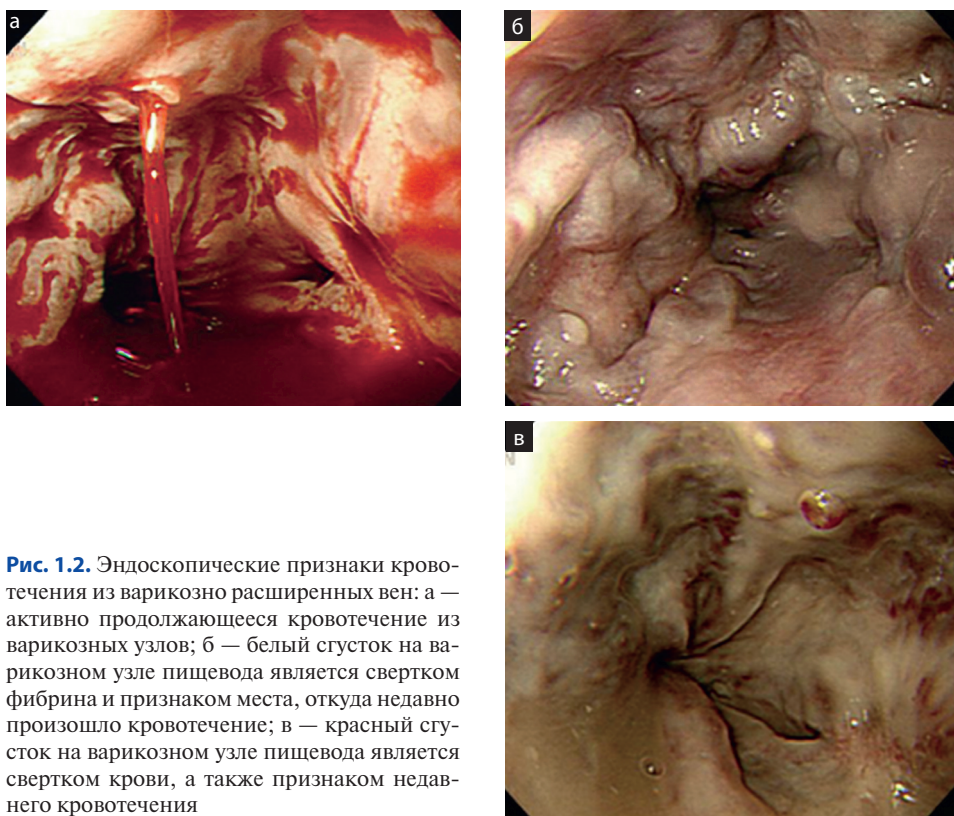 а
б
в
N
Рис. 1.2. Эндоскопические признаки крово-
течения из варикозно расширенных вен: а —
активно продолжающееся кровотечение из
варикозных узлов; б — белый сгусток на ва-
рикозном узле пищевода является свертком
фибрина и признаком места, откуда недавно
произошло кровотечение; в — красный сгу-
сток на варикозном узле пищевода является
свертком крови, а также признаком недав-
него кровотечения